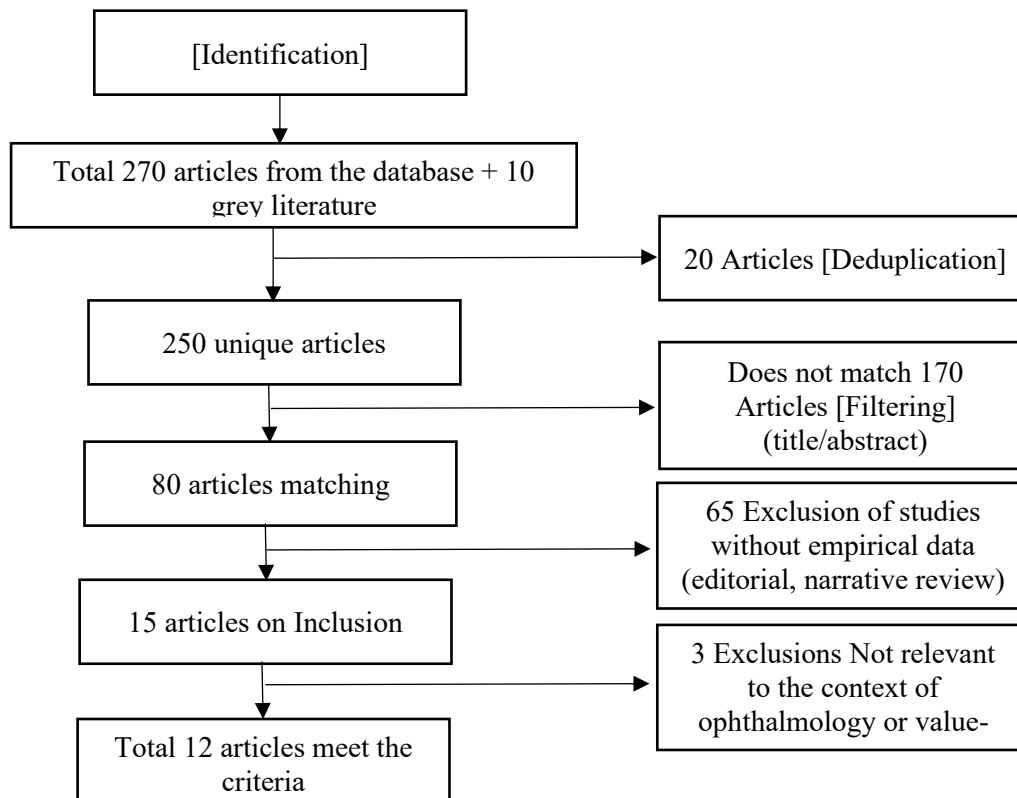 [Identification]
Total 270 articles from the database + 10
grey literature
20 Articles [Deduplication]
250 unique articles
Does not match 170
Articles [Filtering]
(title/abstract)
80 articles matching
65 Exclusion of studies
without empirical data
(editorial, narrative review)
15 articles on Inclusion
3 Exclusions Not relevant
to the context of
ophthalmology or value-
Total 12 articles meet the
criteria